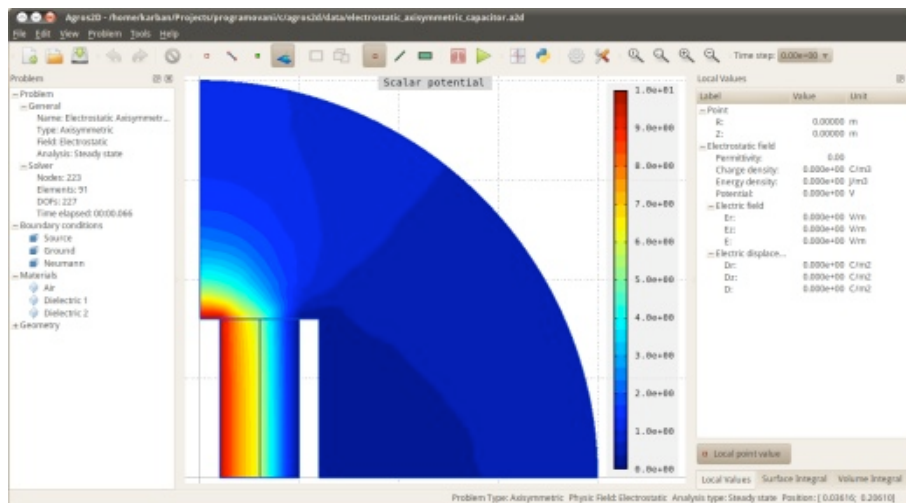 Agros2D - /home/karban/Projects/programovani/c/agros2d/data/electrostatic_axisymmetric_capacitor.a2d
File Edit View Problem Tools Help
Time step: 0.00e+00
Problem
Problem
General
Name: Electrostatic Axisymmetr...
Type: Axisymmetric
Field: Electrostatic
Analysis: Steady state
Solver
Nodes: 223
Elements: 91
DOFs: 227
Time elapsed: 00:00.066
Boundary conditions
Source
Ground
Neumann
Materials
Air
Dielectric 1
Dielectric 2
Geometry
Scalar potential
1.0e+01
9.0e+00
8.0e+00
7.0e+00
6.0e+00
5.0e+00
4.0e+00
3.0e+00
2.0e+00
1.0e+00
0.0e+00
Local Values
Label Value Unit
Point
R: 0.00000 m
Z: 0.00000 m
Electrostatic field
Permittivity: 0.00
Charge density: 0.000e+00 C/m3
Energy density: 0.000e+00 J/m3
Potential: 0.000e+00 V
Electric field
Er: 0.000e+00 V/m
Ez: 0.000e+00 V/m
E: 0.000e+00 V/m
Electric displace...
Dr: 0.000e+00 C/m2
Dz: 0.000e+00 C/m2
D: 0.000e+00 C/m2
Local point value
Local Values Surface Integral Volume Integral
Problem Type: Axisymmetric Physic Field: Electrostatic Analysis type: Steady state Position: [ 0.03616; 0.20610]